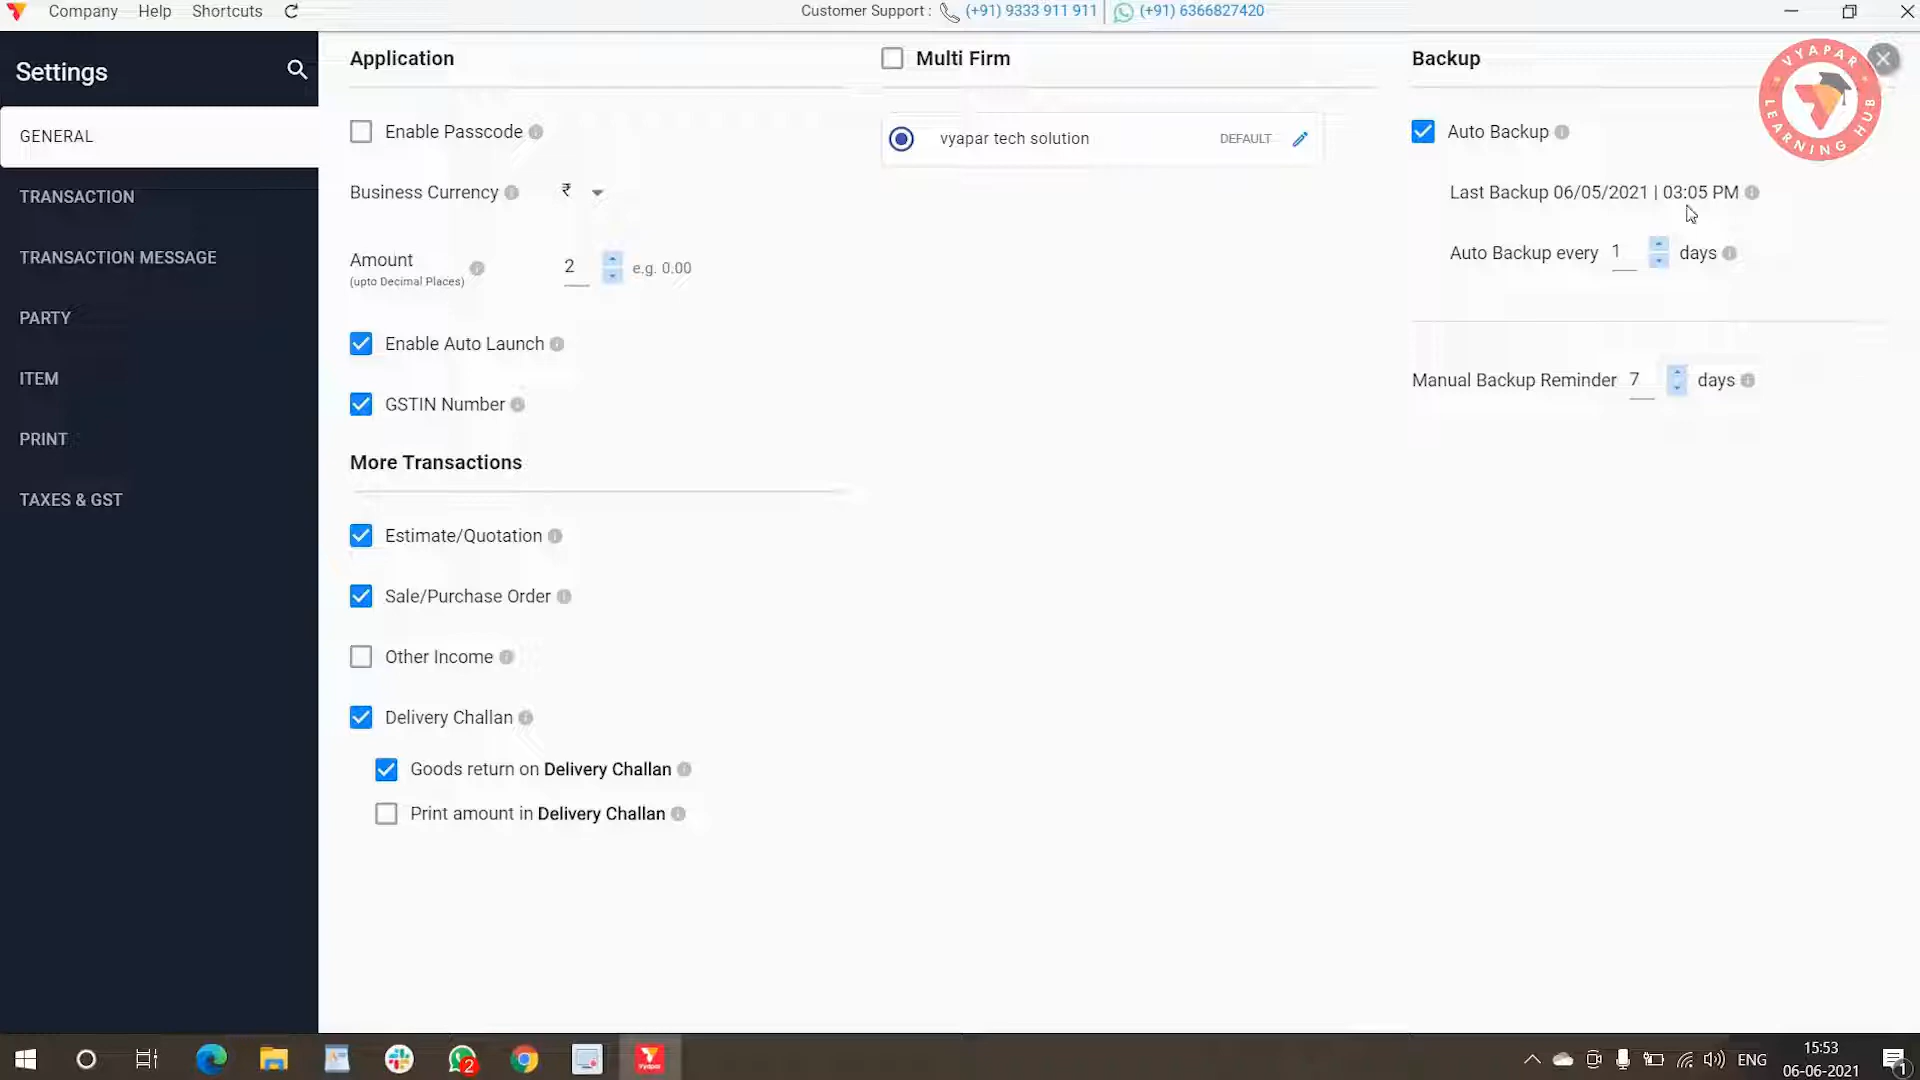 Company Help Shortcuts
Customer Support : (+91) 9333 911 911 (+91) 6366827420
Settings
GENERAL
TRANSACTION
TRANSACTION MESSAGE
PARTY
ITEM
PRINT
TAXES & GST
Application
Enable Passcode
Business Currency ₹
Amount
(upto Decimal Places)
2 e.g. 0.00
Enable Auto Launch
GSTIN Number
More Transactions
Estimate/Quotation
Sale/Purchase Order
Other Income
Delivery Challan
Goods return on Delivery Challan
Print amount in Delivery Challan
Multi Firm
vyapar tech solution DEFAULT
Backup
Auto Backup
Last Backup 06/05/2021 | 03:05 PM
Auto Backup every 1 days
Manual Backup Reminder 7 days
VYAPAR
LEARNING HUB
2
Vyapar
ENG
15:53
06-06-2021
1